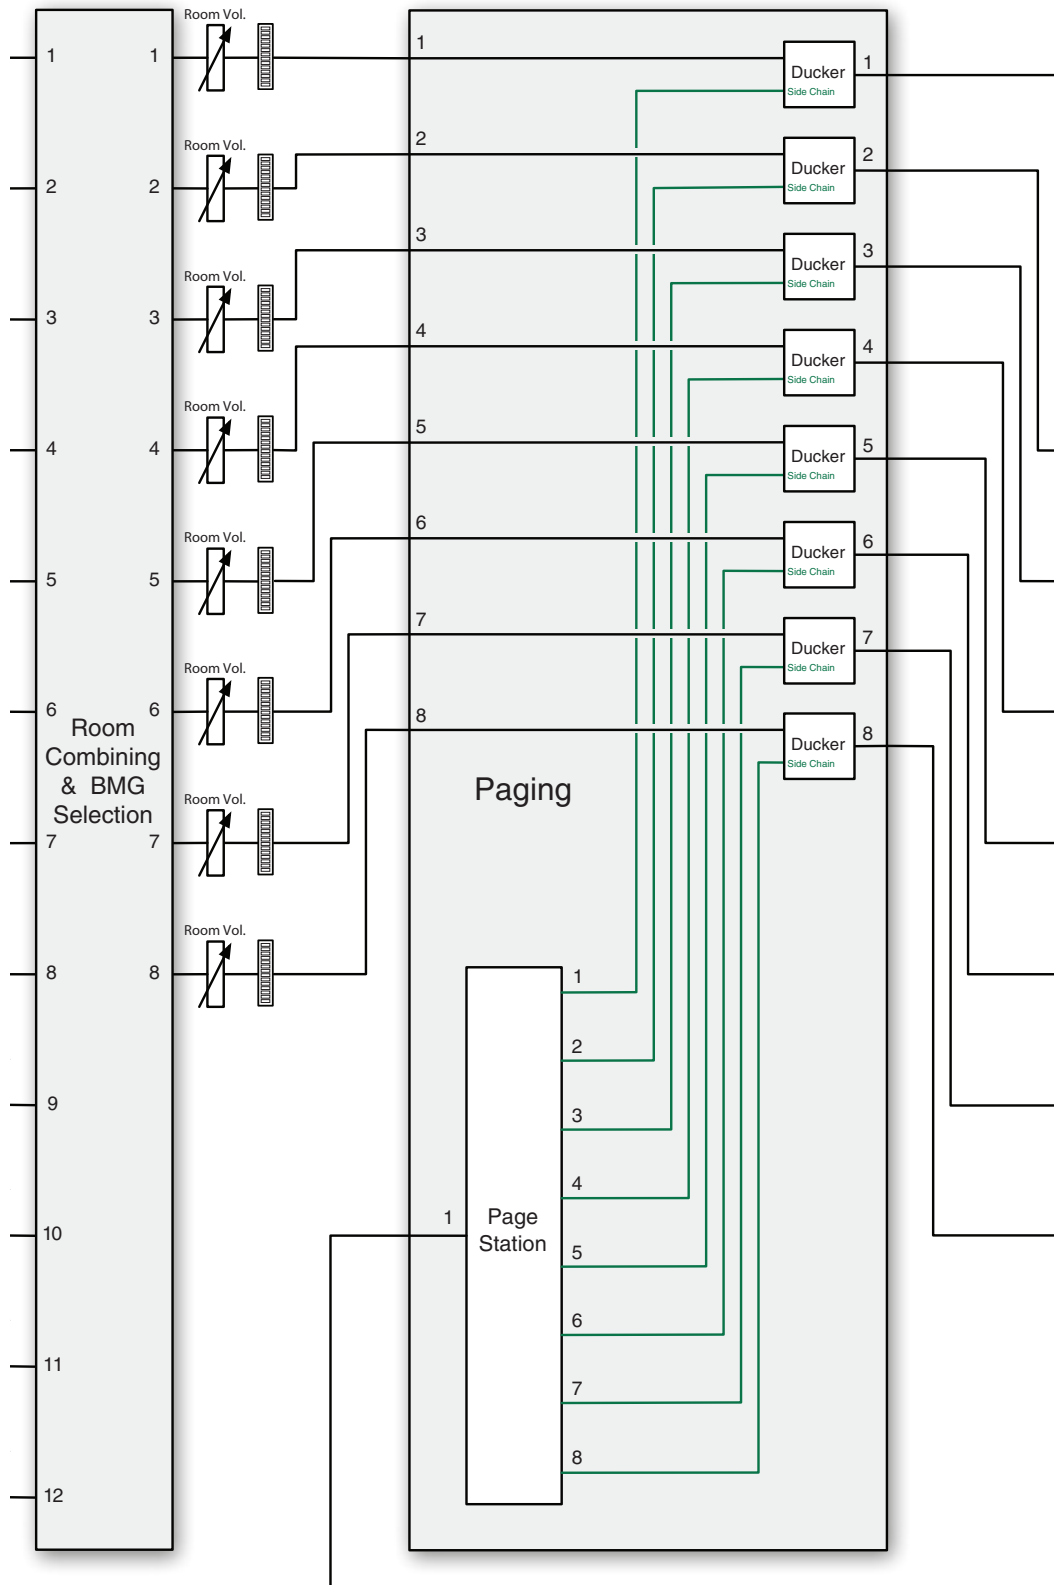 Room Vol.
1
1
1
Ducker
Side Chain
1
Room Vol.
2
2
2
Ducker
Side Chain
2
Room Vol.
3
3
3
Ducker
Side Chain
3
Room Vol.
4
4
4
Ducker
Side Chain
4
Room Vol.
5
5
5
Ducker
Side Chain
5
Room Vol.
6
6
6
Ducker
Side Chain
6
Room
Combining
& BMG
Selection
Room Vol.
7
7
7
Ducker
Side Chain
7
Room Vol.
8
8
8
Ducker
Side Chain
8
Paging
9
10
11
12
1
Page
Station
1
2
3
4
5
6
7
8